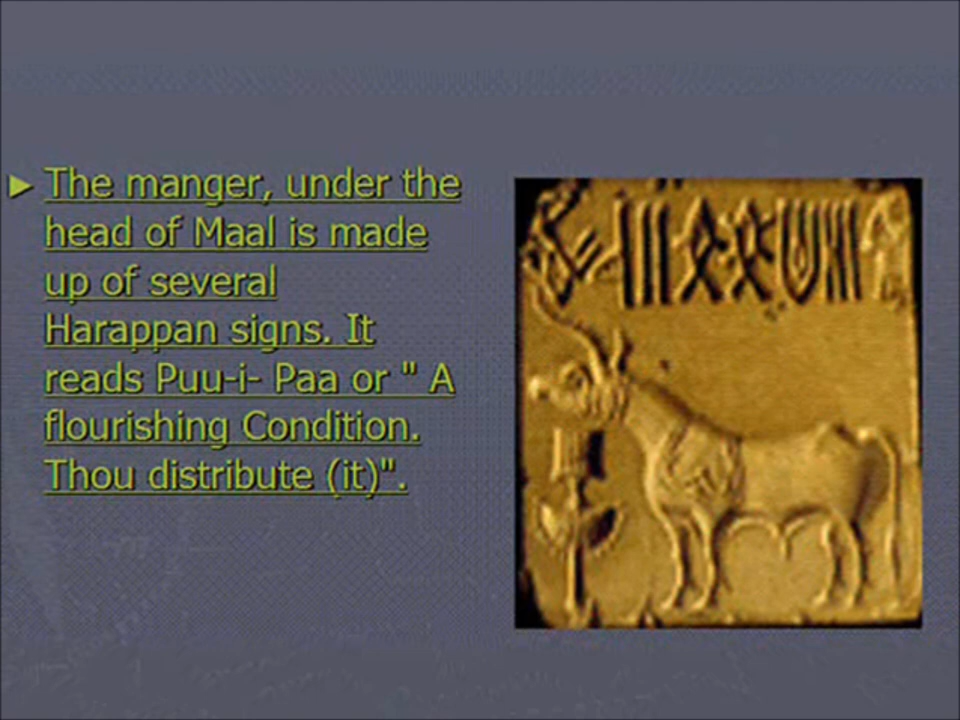 ► The manger, under the
head of Maal is made
up of several
Harappan signs. It
reads Puu-i- Paa or " A
flourishing Condition.
Thou distribute (it)".